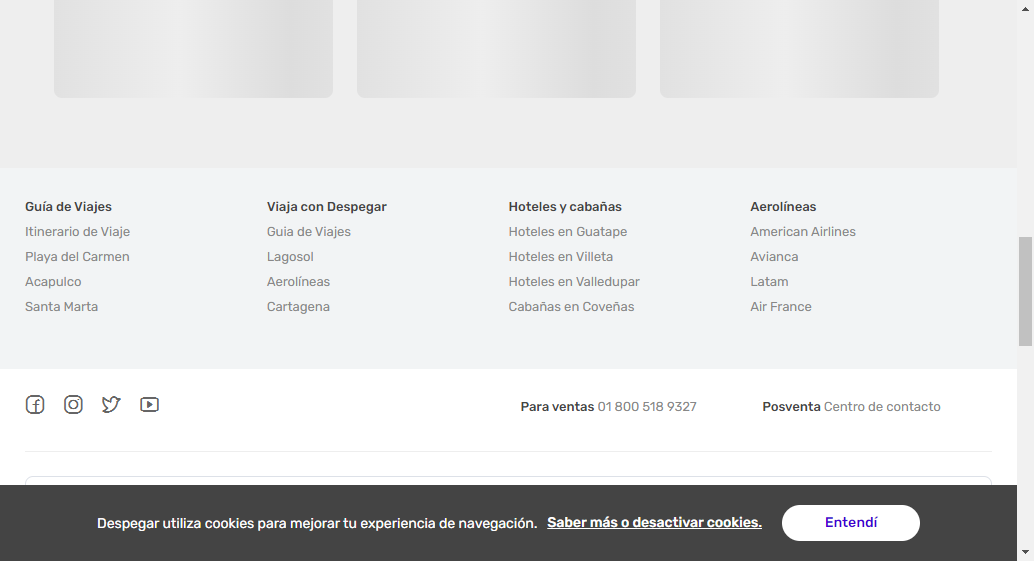 Guía de Viajes
Itinerario de Viaje
Playa del Carmen
Acapulco
Santa Marta
Viaja con Despegar
Guia de Viajes
Lagosol
Aerolíneas
Cartagena
Hoteles y cabañas
Hoteles en Guatape
Hoteles en Villeta
Hoteles en Valledupar
Cabañas en Coveñas
Aerolíneas
American Airlines
Avianca
Latam
Air France
Para ventas 01 800 518 9327
Posventa Centro de contacto
Despegar utiliza cookies para mejorar tu experiencia de navegación. Saber más o desactivar cookies.
Entendí